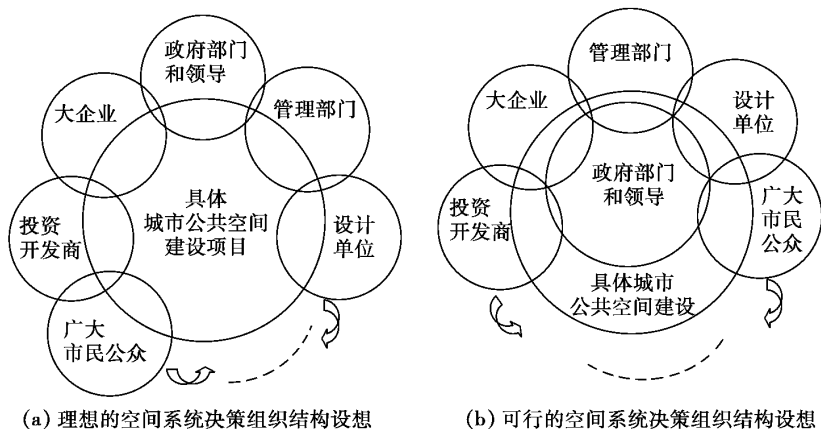 政府部门
和领导
大企业
管理部门
具体
城市公共空间
建设项目
投资
开发商
设计
单位
广大
市民公众
(a) 理想的空间系统决策组织结构设想
管理部门
大企业
设计
单位
政府部门
和领导
投资
开发商
广大
市民
公众
具体城市
公共空间建设
(b) 可行的空间系统决策组织结构设想